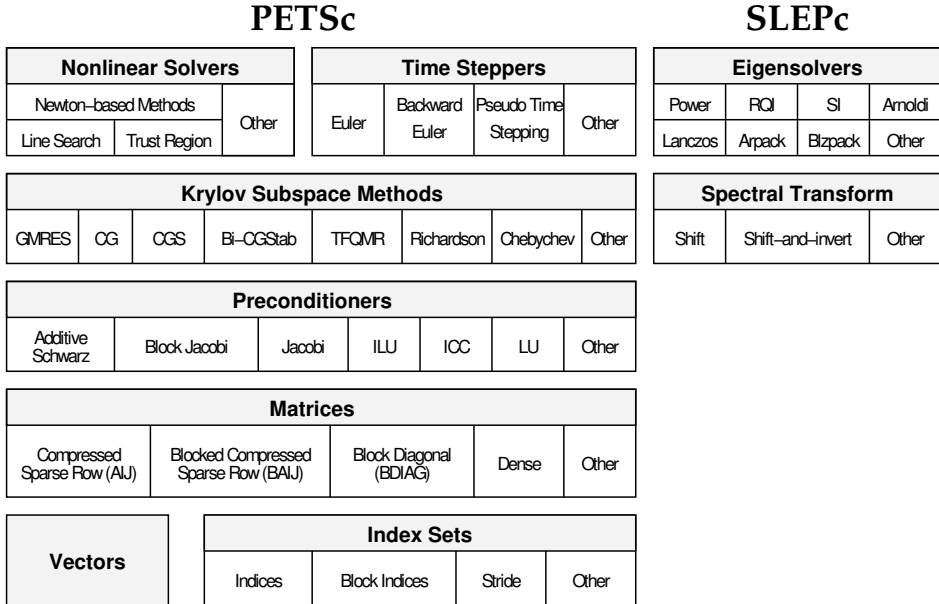 PETSc
SLEPc
Nonlinear Solvers
Newton–based Methods
Line Search
Trust Region
Other
Time Steppers
Euler
Backward
Euler
Pseudo Time
Stepping
Other
Eigensolvers
Power
RQI
SI
Arnoldi
Lanczos
Arpack
Blzpack
Other
Krylov Subspace Methods
GMRES
CG
CGS
Bi–CGStab
TFQMR
Richardson
Chebychev
Other
Spectral Transform
Shift
Shift–and–invert
Other
Preconditioners
Additive
Schwarz
Block Jacobi
Jacobi
ILU
ICC
LU
Other
Matrices
Compressed
Sparse Row (AIJ)
Blocked Compressed
Sparse Row (BAIJ)
Block Diagonal
(BDIAG)
Dense
Other
Vectors
Index Sets
Indices
Block Indices
Stride
Other